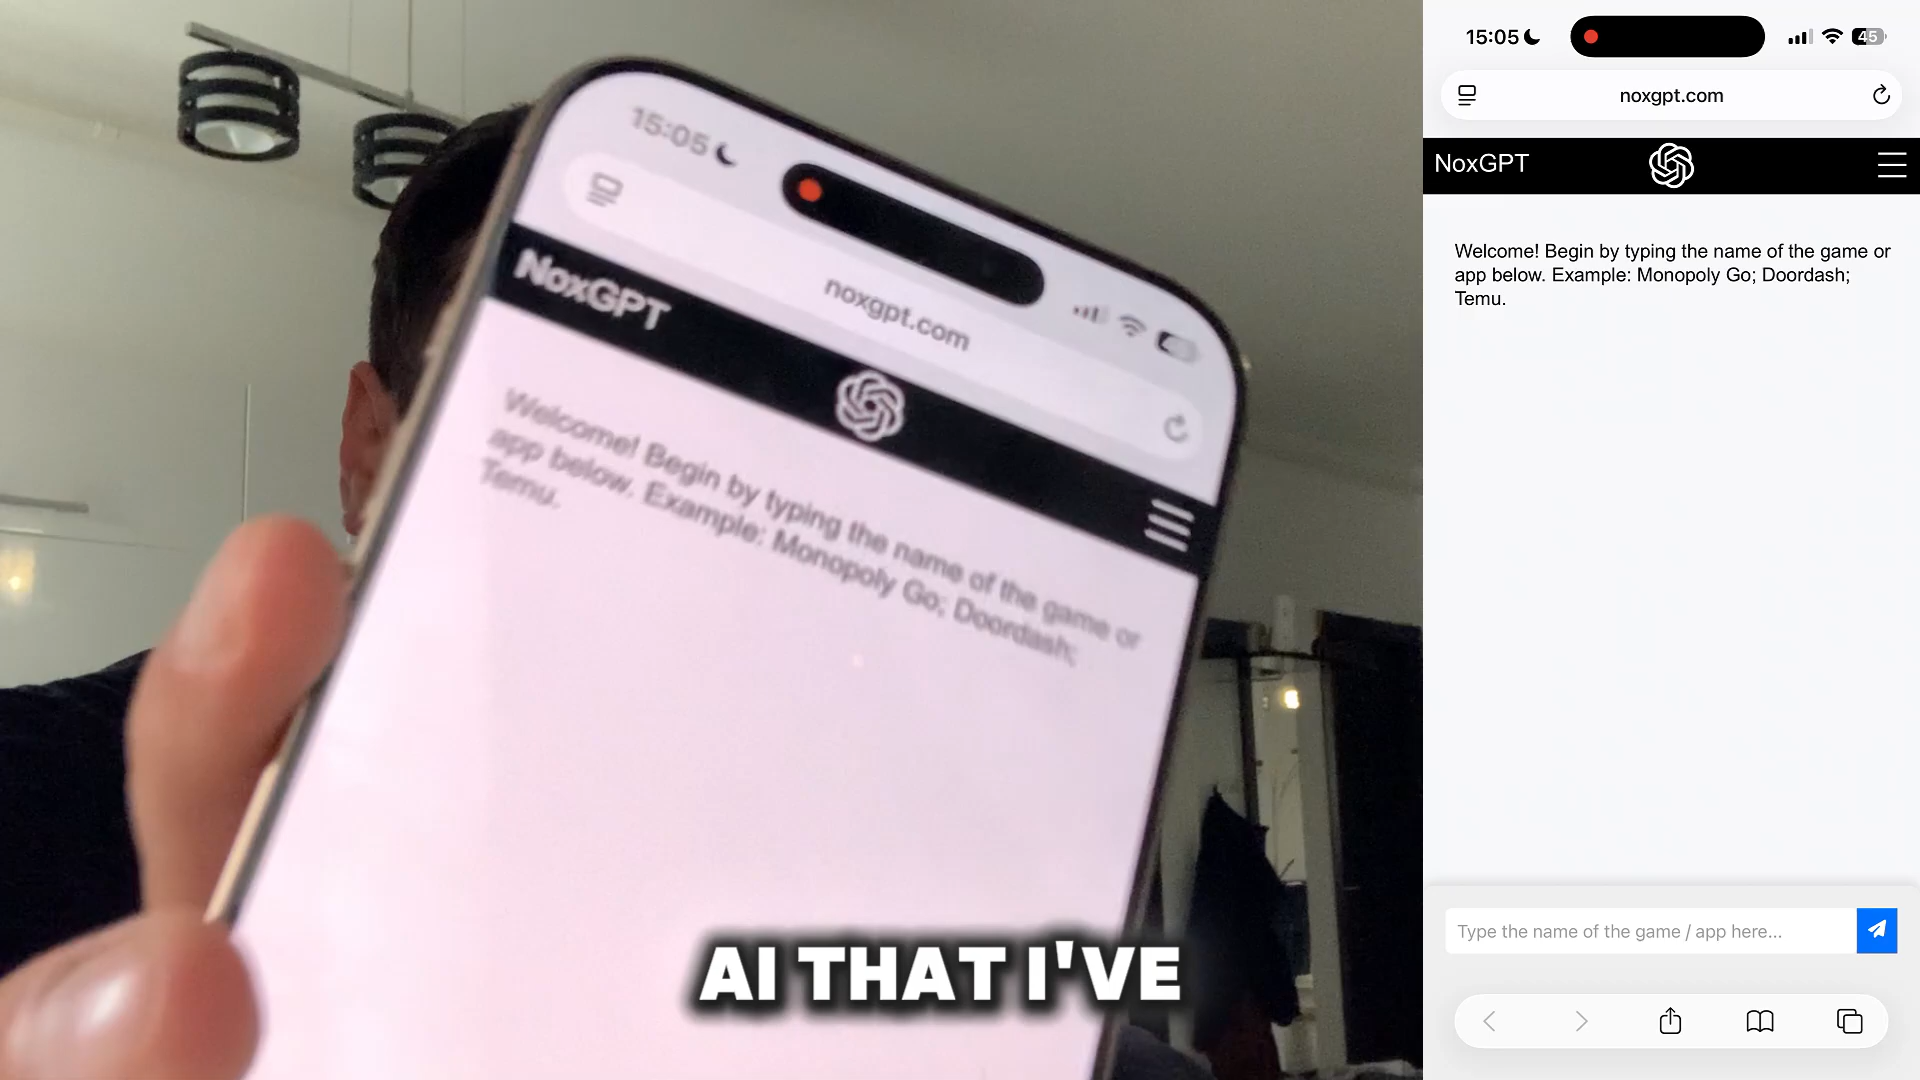 15:05
noxgpt.com
NoxGPT
Welcome! Begin by typing the name of the game or
app below. Example: Monopoly Go; Doordash;
Temu.
AI THAT I'VE
15:05
45
noxgpt.com
NoxGPT
Welcome! Begin by typing the name of the game or
app below. Example: Monopoly Go; Doordash;
Temu.
Type the name of the game / app here...